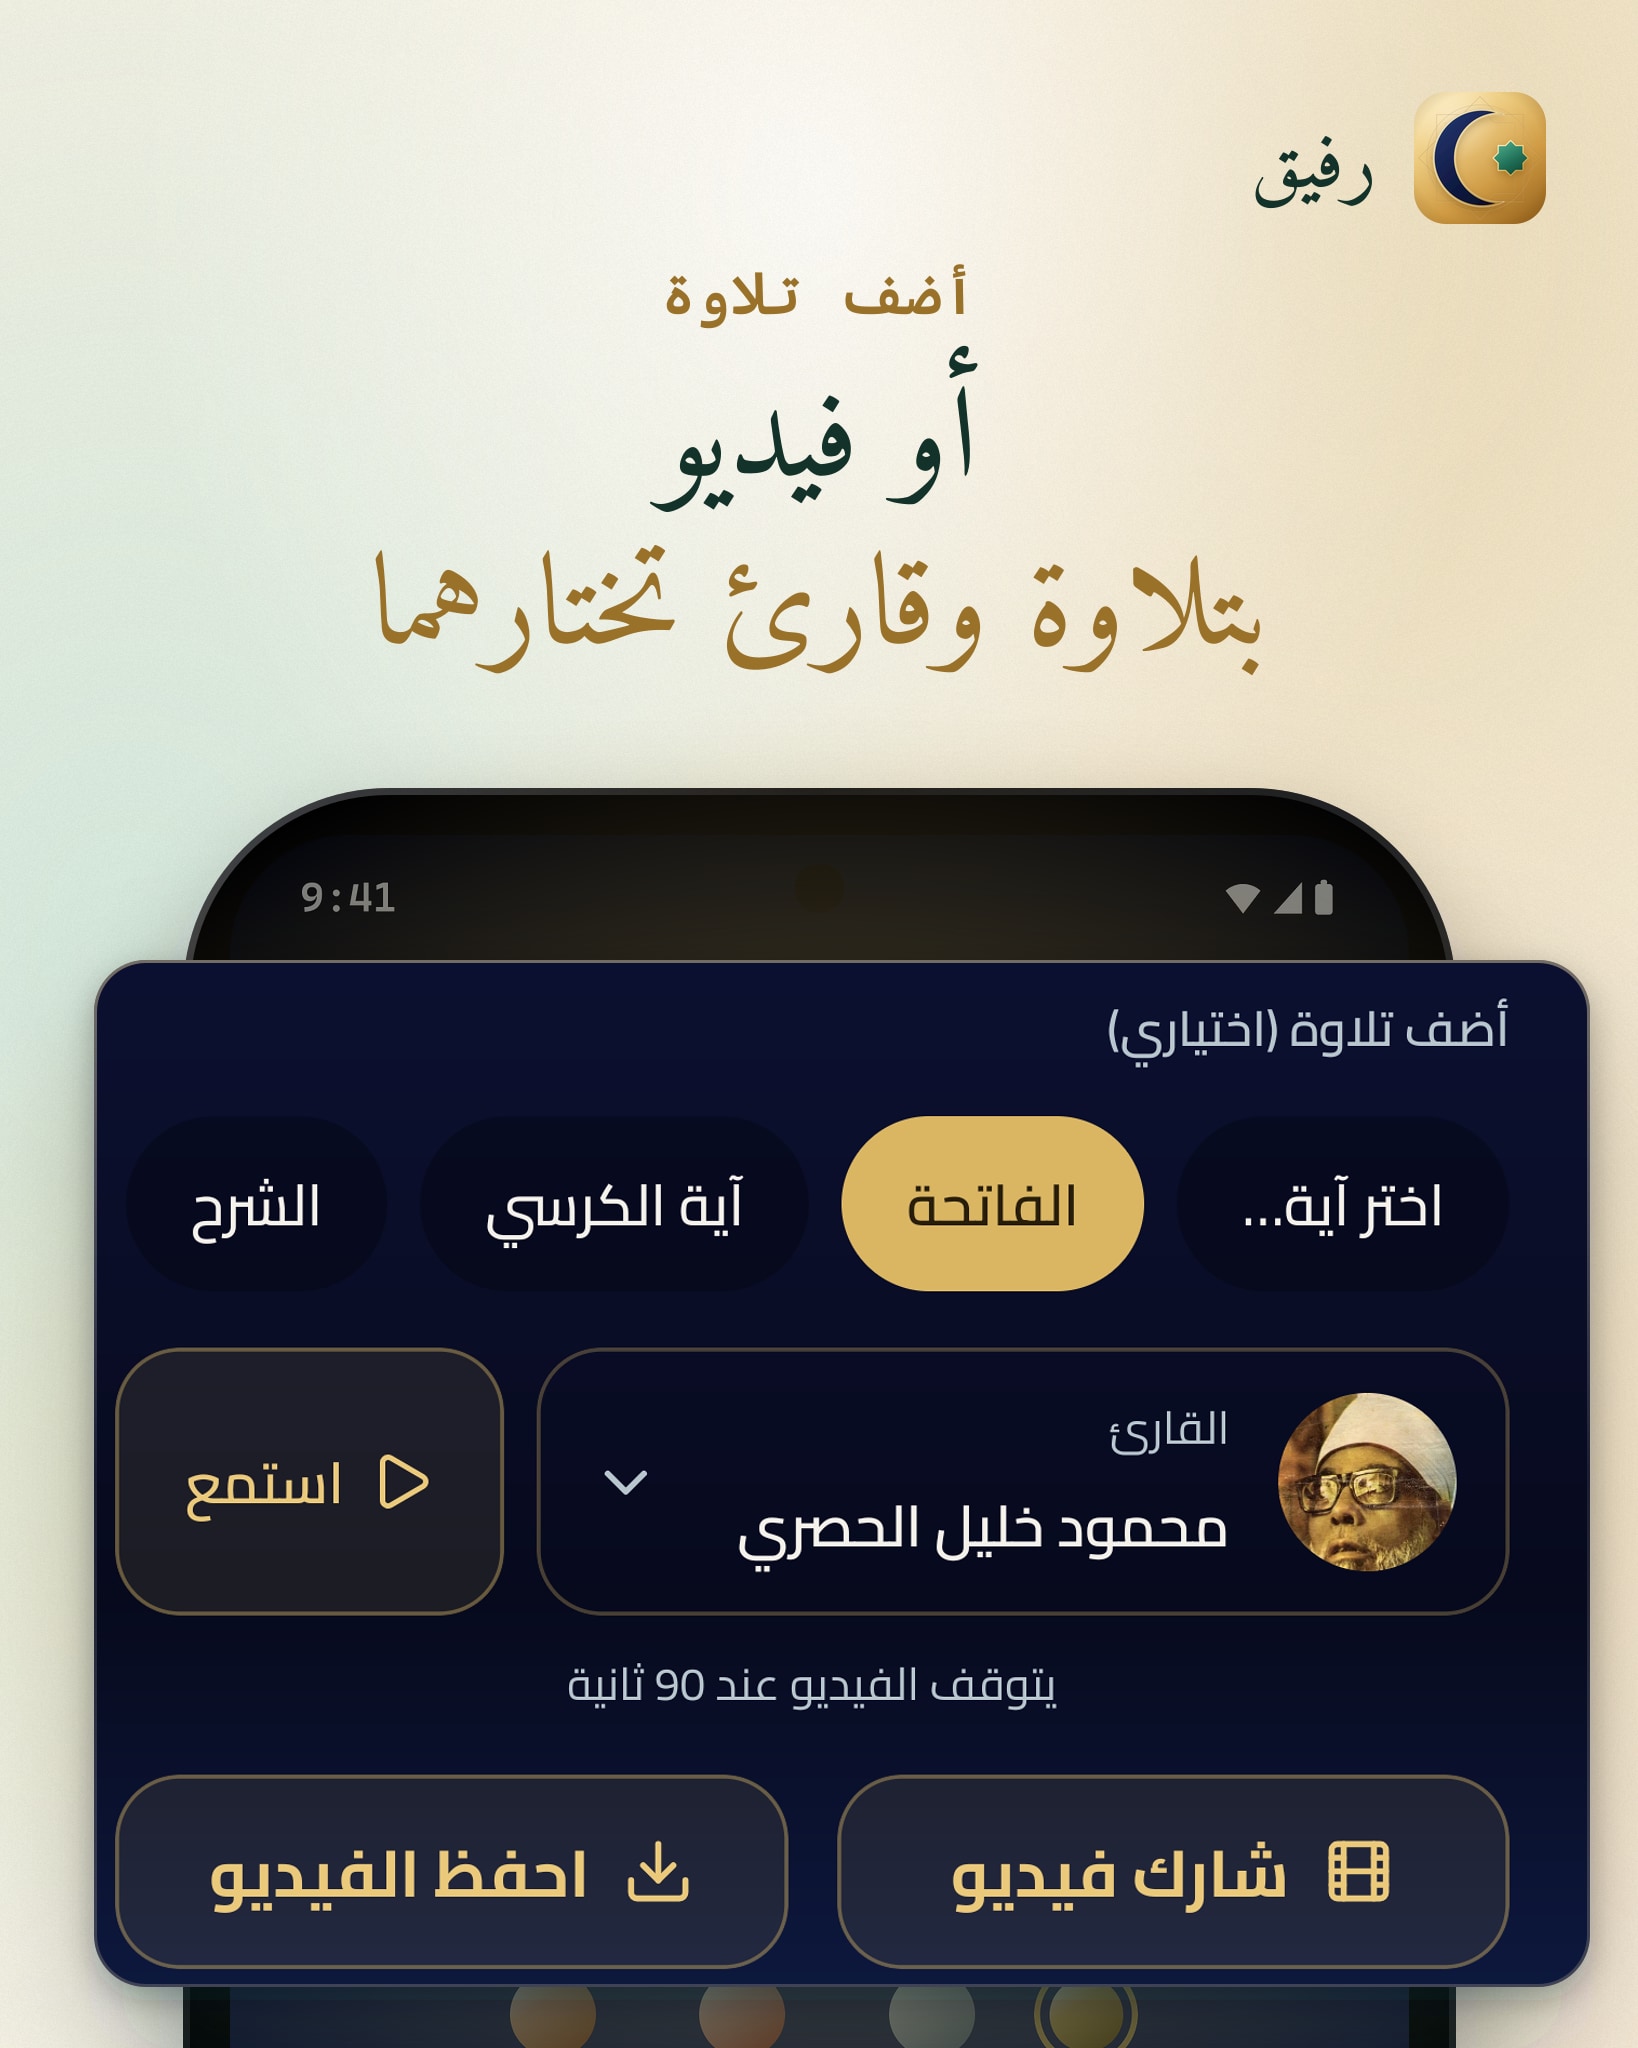 رفيق
أضف تلاوة
أو فيديو
بتلاوة وقارئ تختارهما
9:41
أضف تلاوة (اختياري)
اختر آية... الفاتحة آية الكرسي الشرح
القارئ
محمود خليل الحصري
استمع
يتوقف الفيديو عند 90 ثانية
شارك فيديو احفظ الفيديو